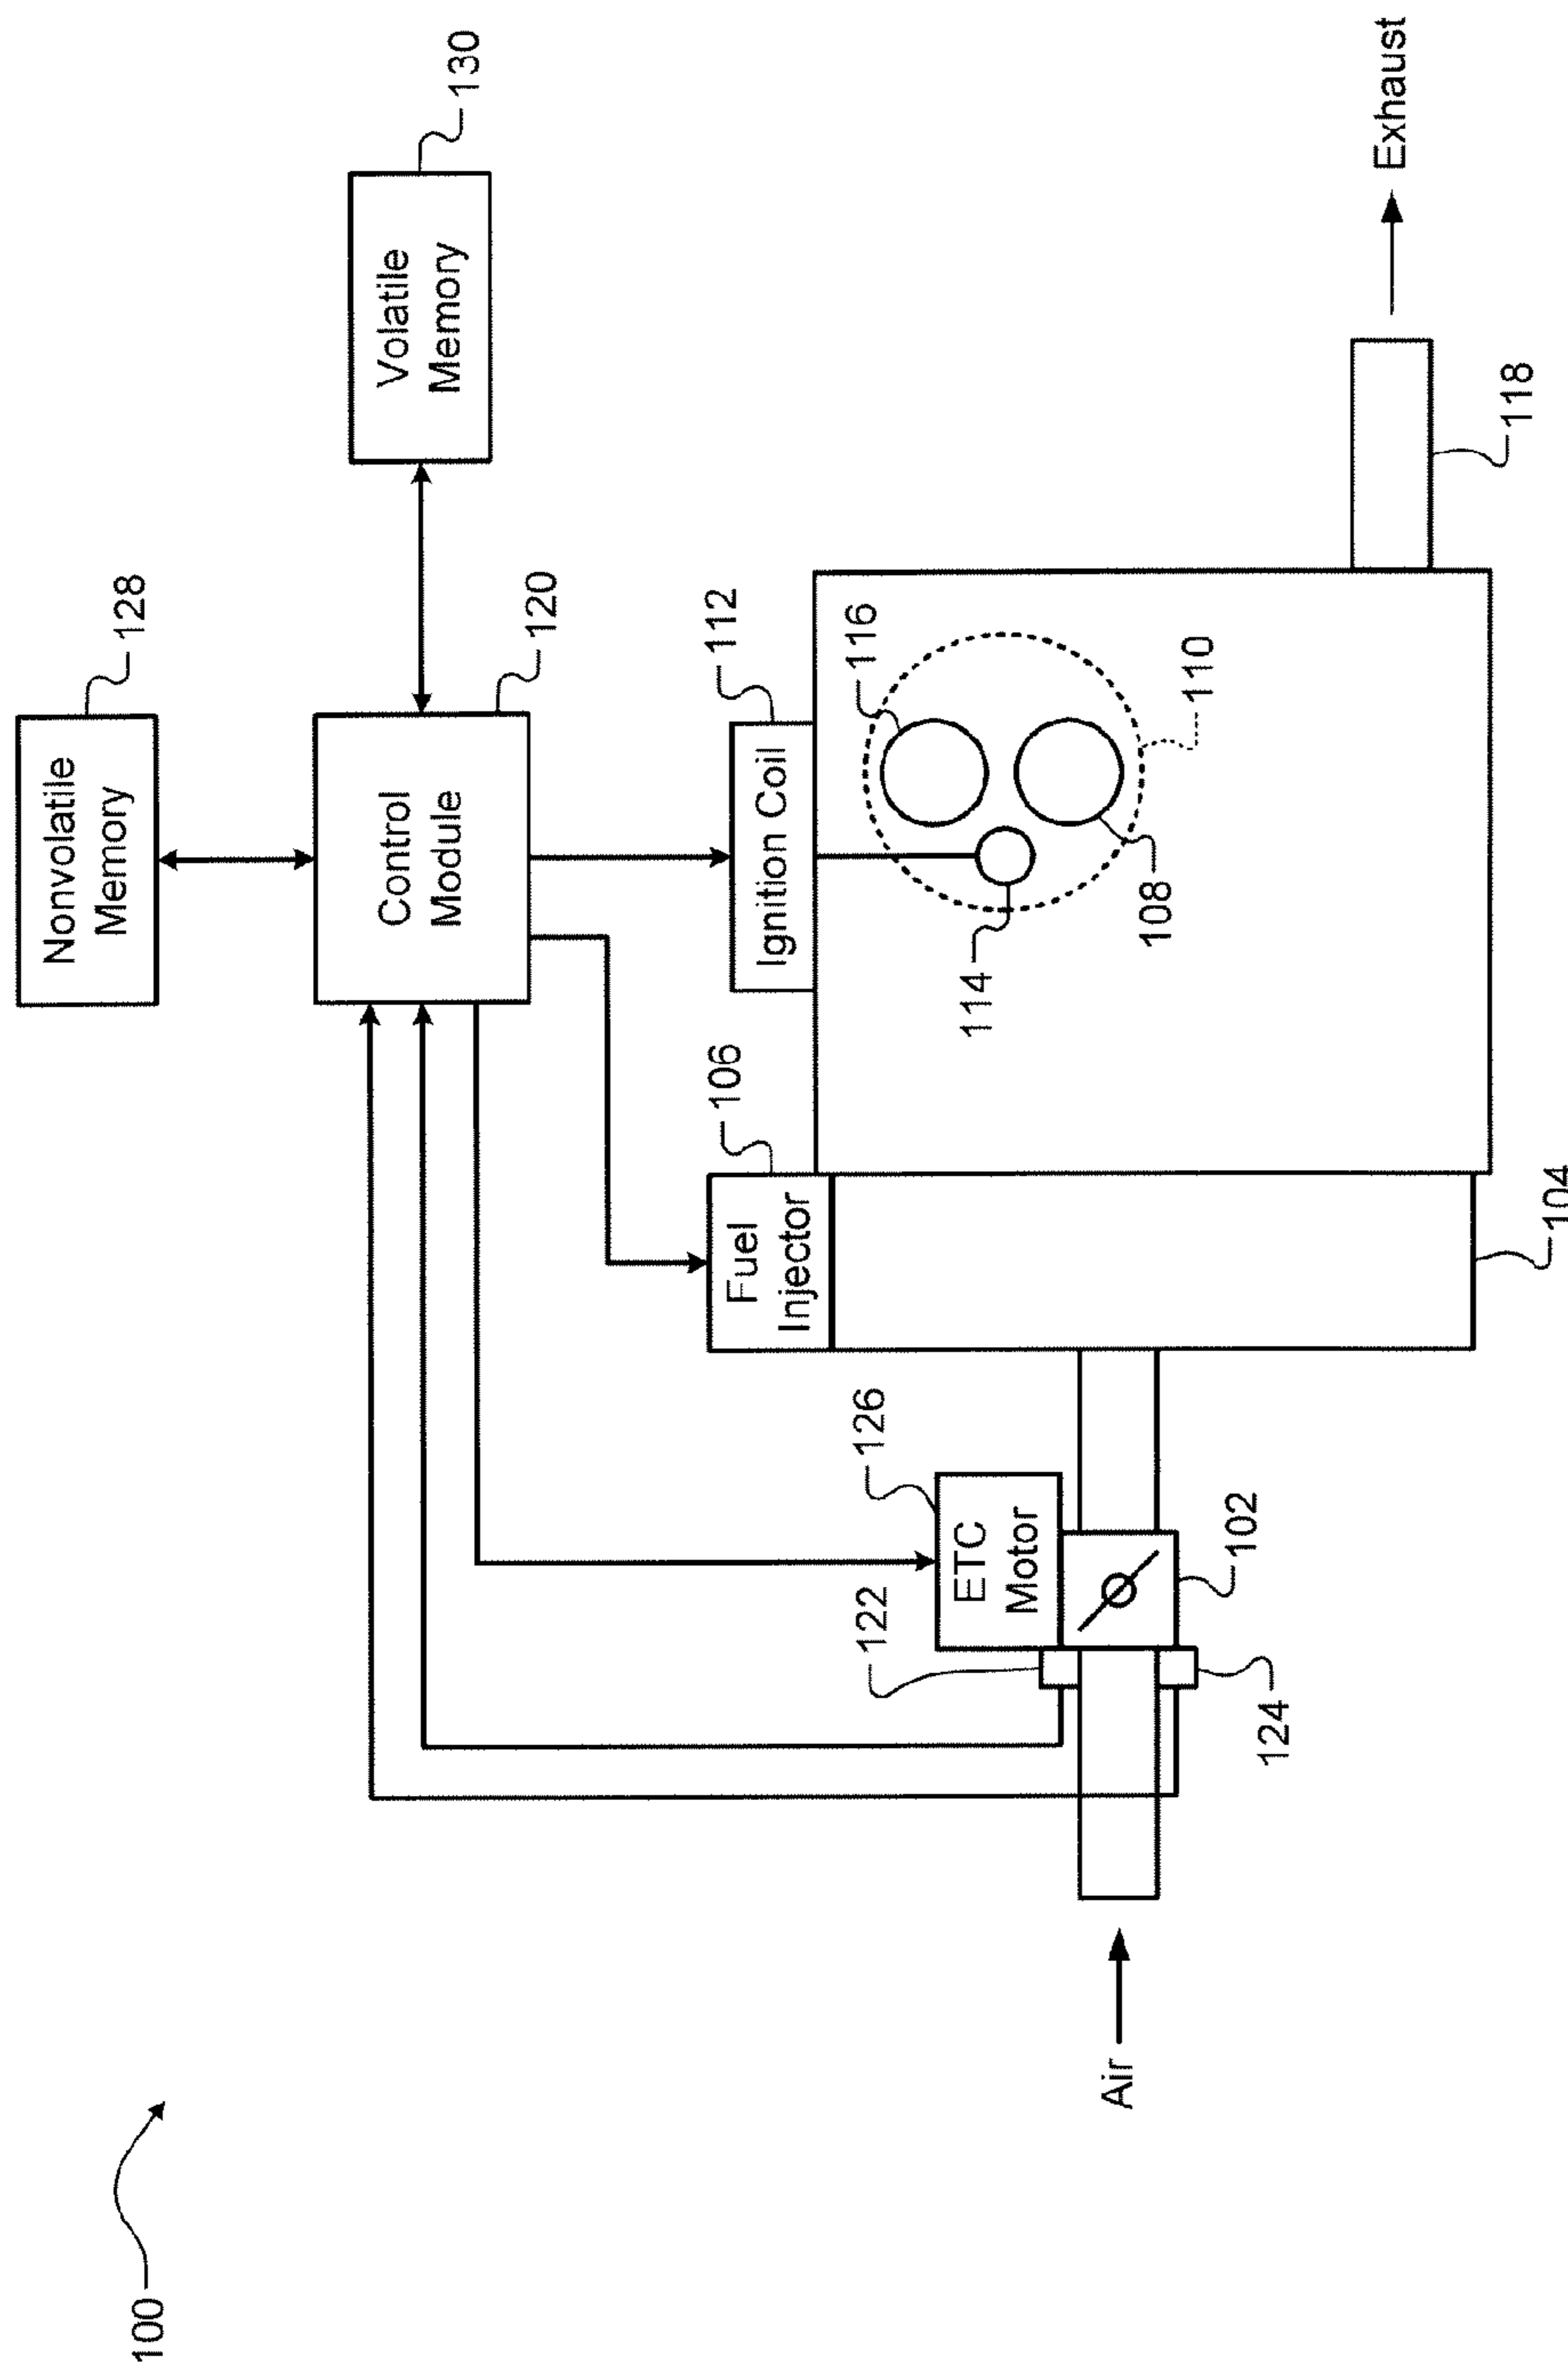 100
Nonvolatile
Memory
128
Control
Module
120
Volatile
Memory
130
Fuel
Injector
106
Ignition Coil
112
116
110
114
108
ETC
Motor
126
122
102
124
104
118
Air
Exhaust